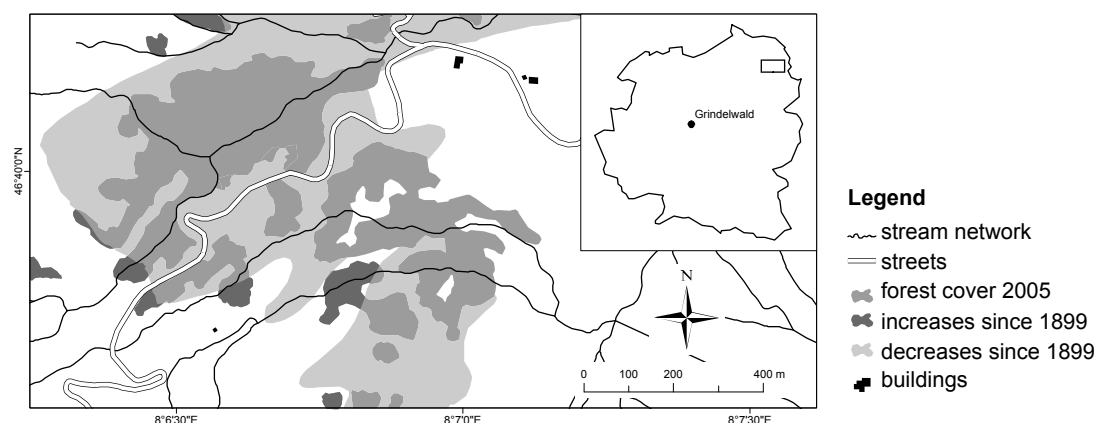 Grindelwald
46°40'0"N
N
0 100 200 400 m
8°6'30"E 8°7'0"E 8°7'30"E
Legend
stream network
streets
forest cover 2005
increases since 1899
decreases since 1899
buildings